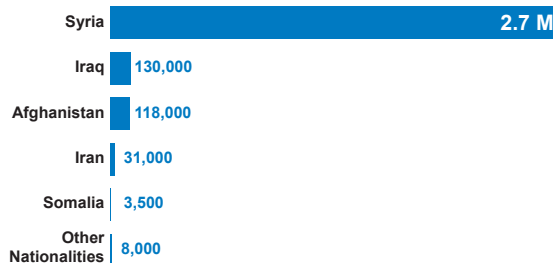 Syria 2.7 M
Iraq 130,000
Afghanistan 118,000
Iran 31,000
Somalia 3,500
Other
Nationalities 8,000